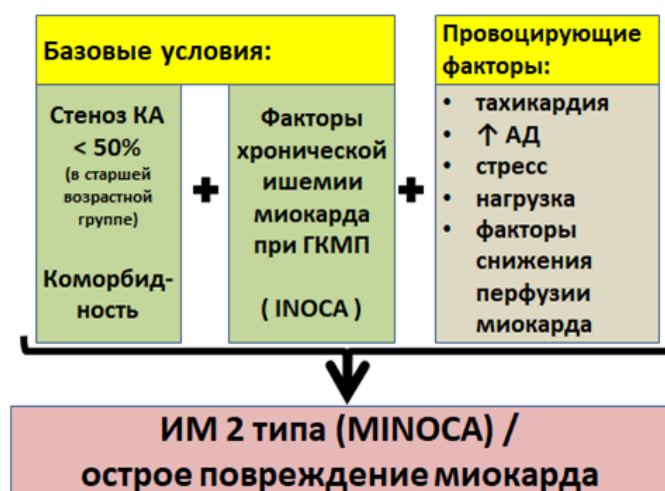 Базовые условия:
Стеноз КА
< 50%
(в старшей
возрастной
группе)
Коморбид-
ность
+
Факторы
хронической
ишемии
миокарда
при ГКМП
( INOCA )
+
Провоцирующие
факторы:
• тахикардия
• ↑ АД
• стресс
• нагрузка
• факторы
снижения
перфузии
миокарда
ИМ 2 типа (MINOCA) /
острое повреждение миокарда